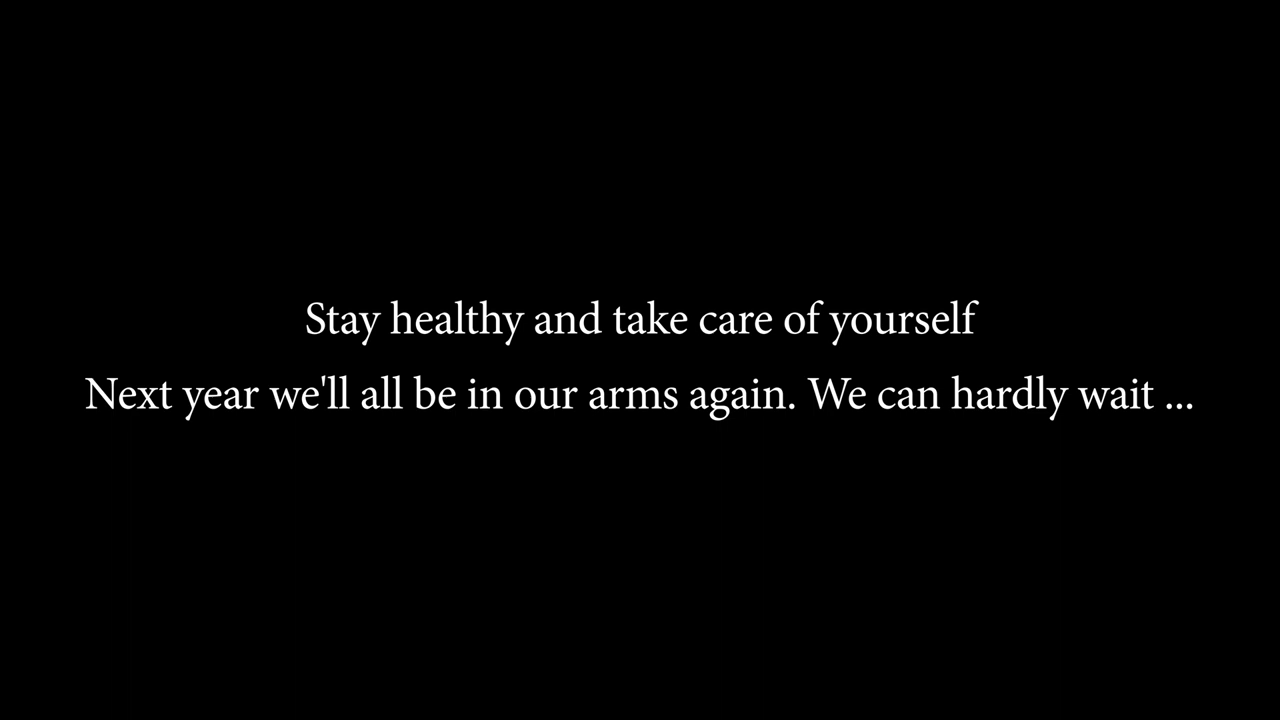 Stay healthy and take care of yourself
Next year we'll all be in our arms again. We can hardly wait ...